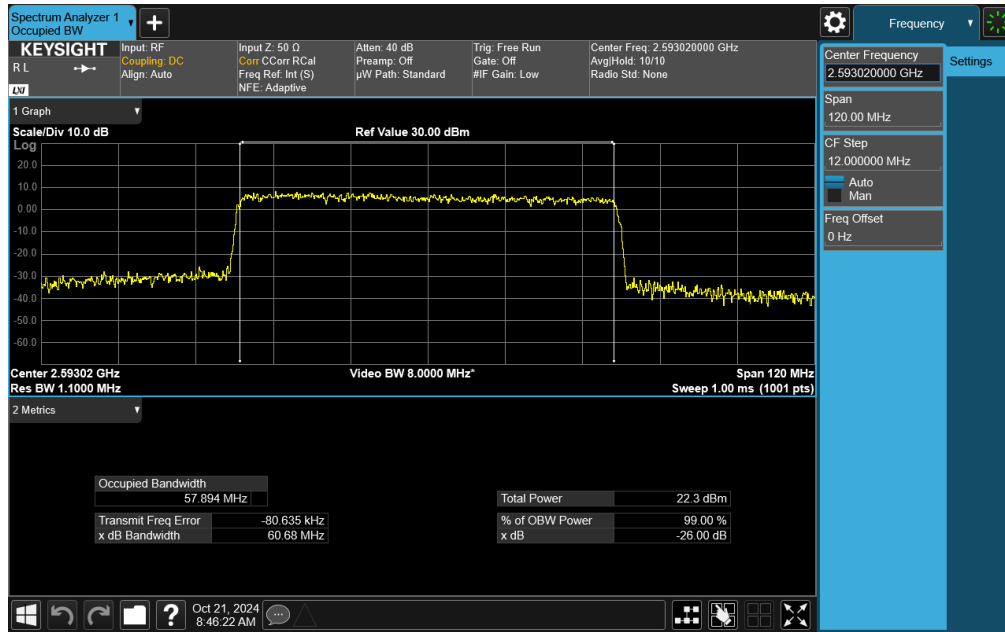 Spectrum Analyzer 1
Occupied BW
Frequency
KEYSIGHT
R L
LXI
Input: RF
Coupling: DC
Align: Auto
Input Z: 50 Ω
Corr CCorr RCal
Freq Ref: Int (S)
NFE: Adaptive
Atten: 40 dB
Preamp: Off
µW Path: Standard
Trig: Free Run
Gate: Off
#IF Gain: Low
Center Freq: 2.593020000 GHz
Avg|Hold: 10/10
Radio Std: None
Center Frequency
2.593020000 GHz
Settings
Span
120.00 MHz
CF Step
12.000000 MHz
Auto
Man
Freq Offset
0 Hz
1 Graph
Scale/Div 10.0 dB
Ref Value 30.00 dBm
Log
20.0
10.0
0.00
-10.0
-20.0
-30.0
-40.0
-50.0
-60.0
Center 2.59302 GHz
Video BW 8.0000 MHz*
Span 120 MHz
Res BW 1.1000 MHz
Sweep 1.00 ms (1001 pts)
2 Metrics
Occupied Bandwidth
57.894 MHz
Total Power 22.3 dBm
Transmit Freq Error -80.635 kHz
% of OBW Power 99.00 %
x dB Bandwidth 60.68 MHz
x dB -26.00 dB
?
Oct 21, 2024
8:46:22 AM